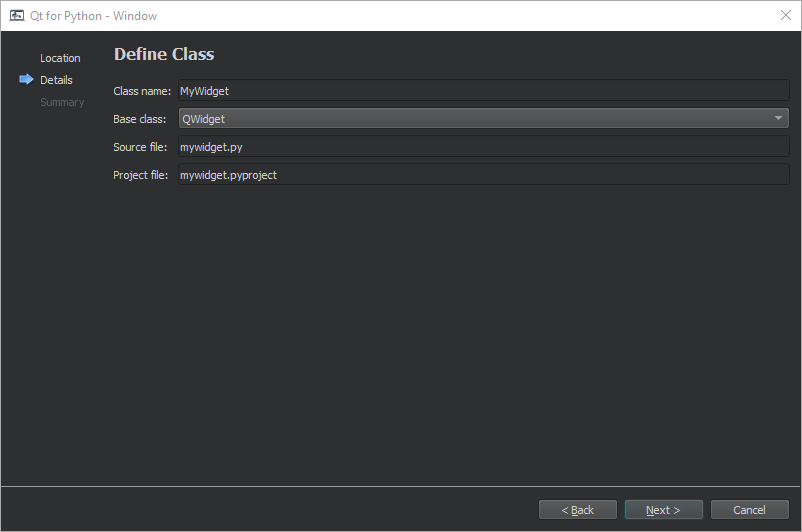 Qt for Python - Window
Location
Details
Summary
Define Class
Class name: MyWidget
Base class: QWidget
Source file: mywidget.py
Project file: mywidget.pyproject
< Back Next > Cancel